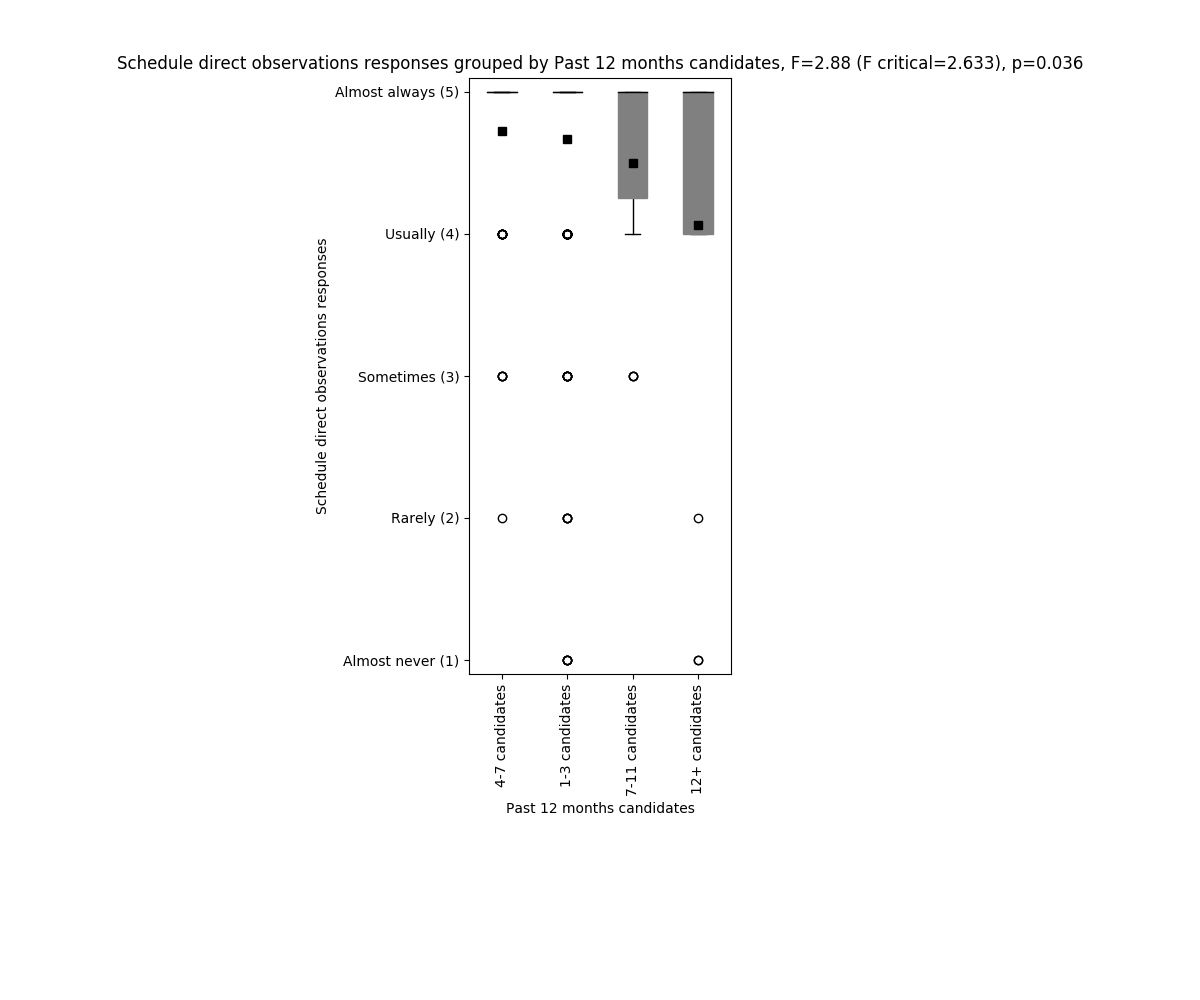 Schedule direct observations responses grouped by Past 12 months candidates, F=2.88 (F critical=2.633), p=0.036
Almost always (5)
Usually (4)
Sometimes (3)
Rarely (2)
Almost never (1)
Schedule direct observations responses
4-7 candidates
1-3 candidates
7-11 candidates
12+ candidates
Past 12 months candidates